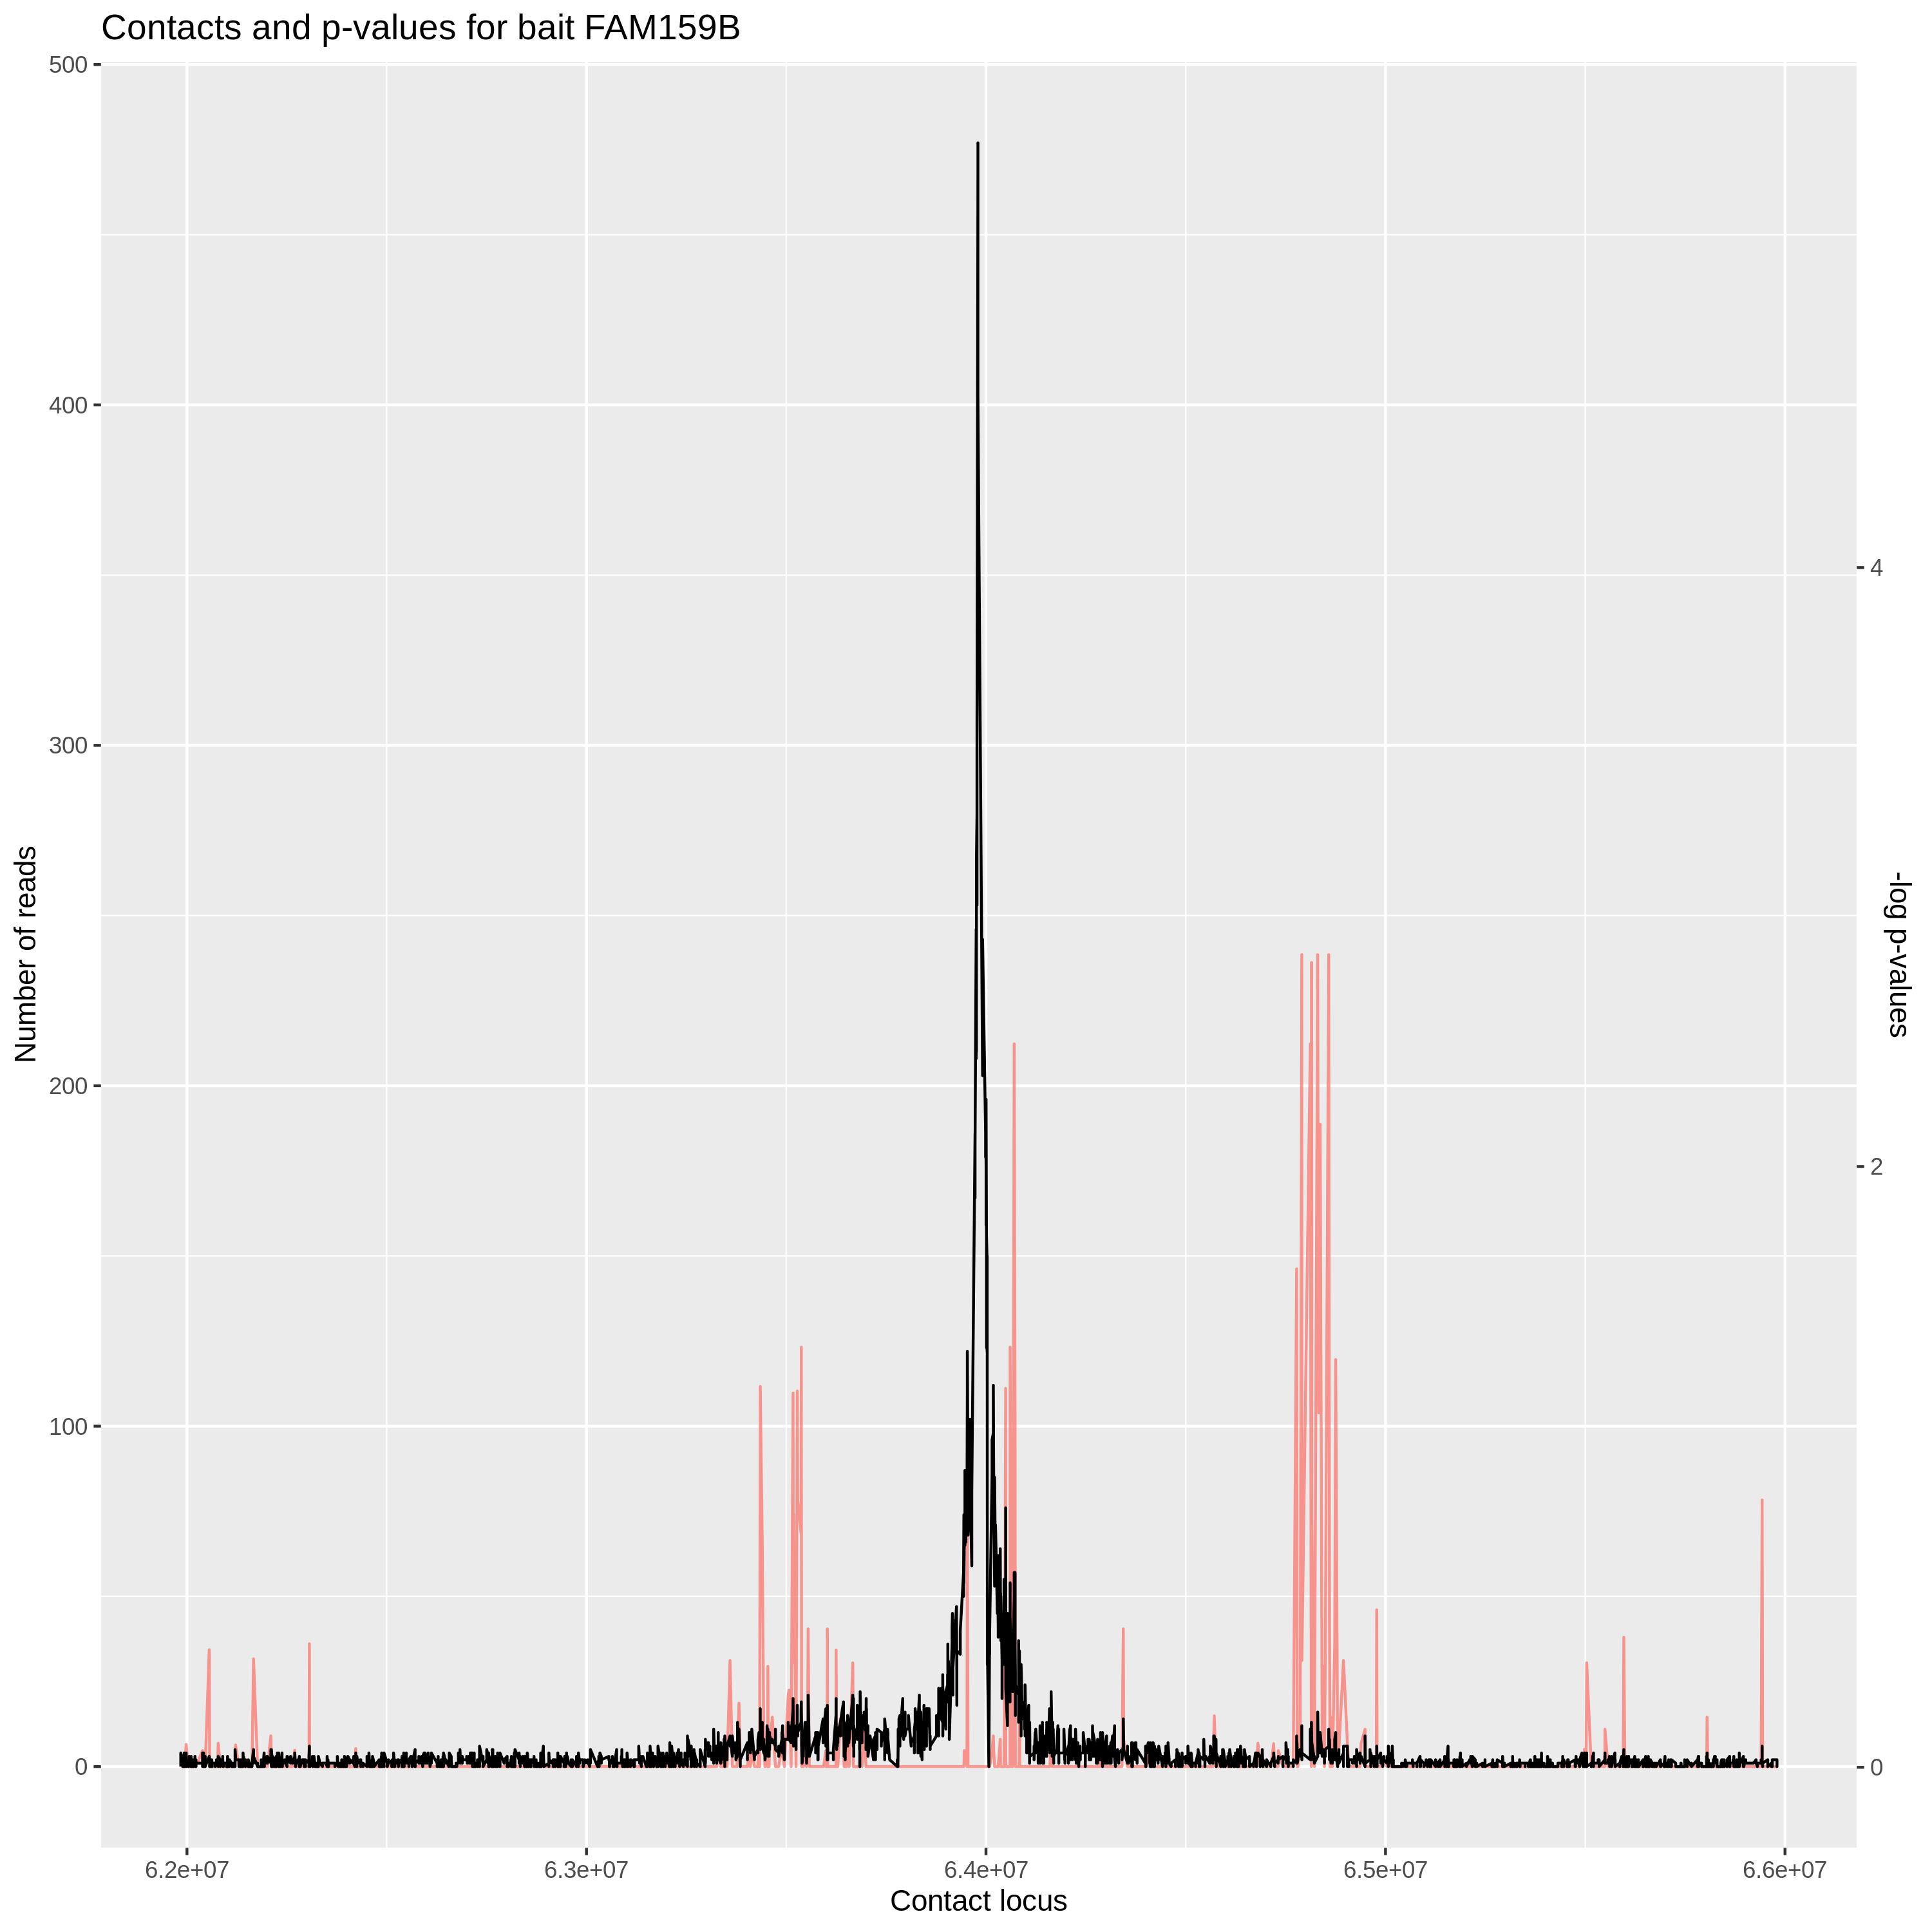 Contacts and p-values for bait FAM159B
500
400
300
200
100
0
Number of reads
4
2
0
-log p-values
6.2e+07
6.3e+07
6.4e+07
6.5e+07
6.6e+07
Contact locus